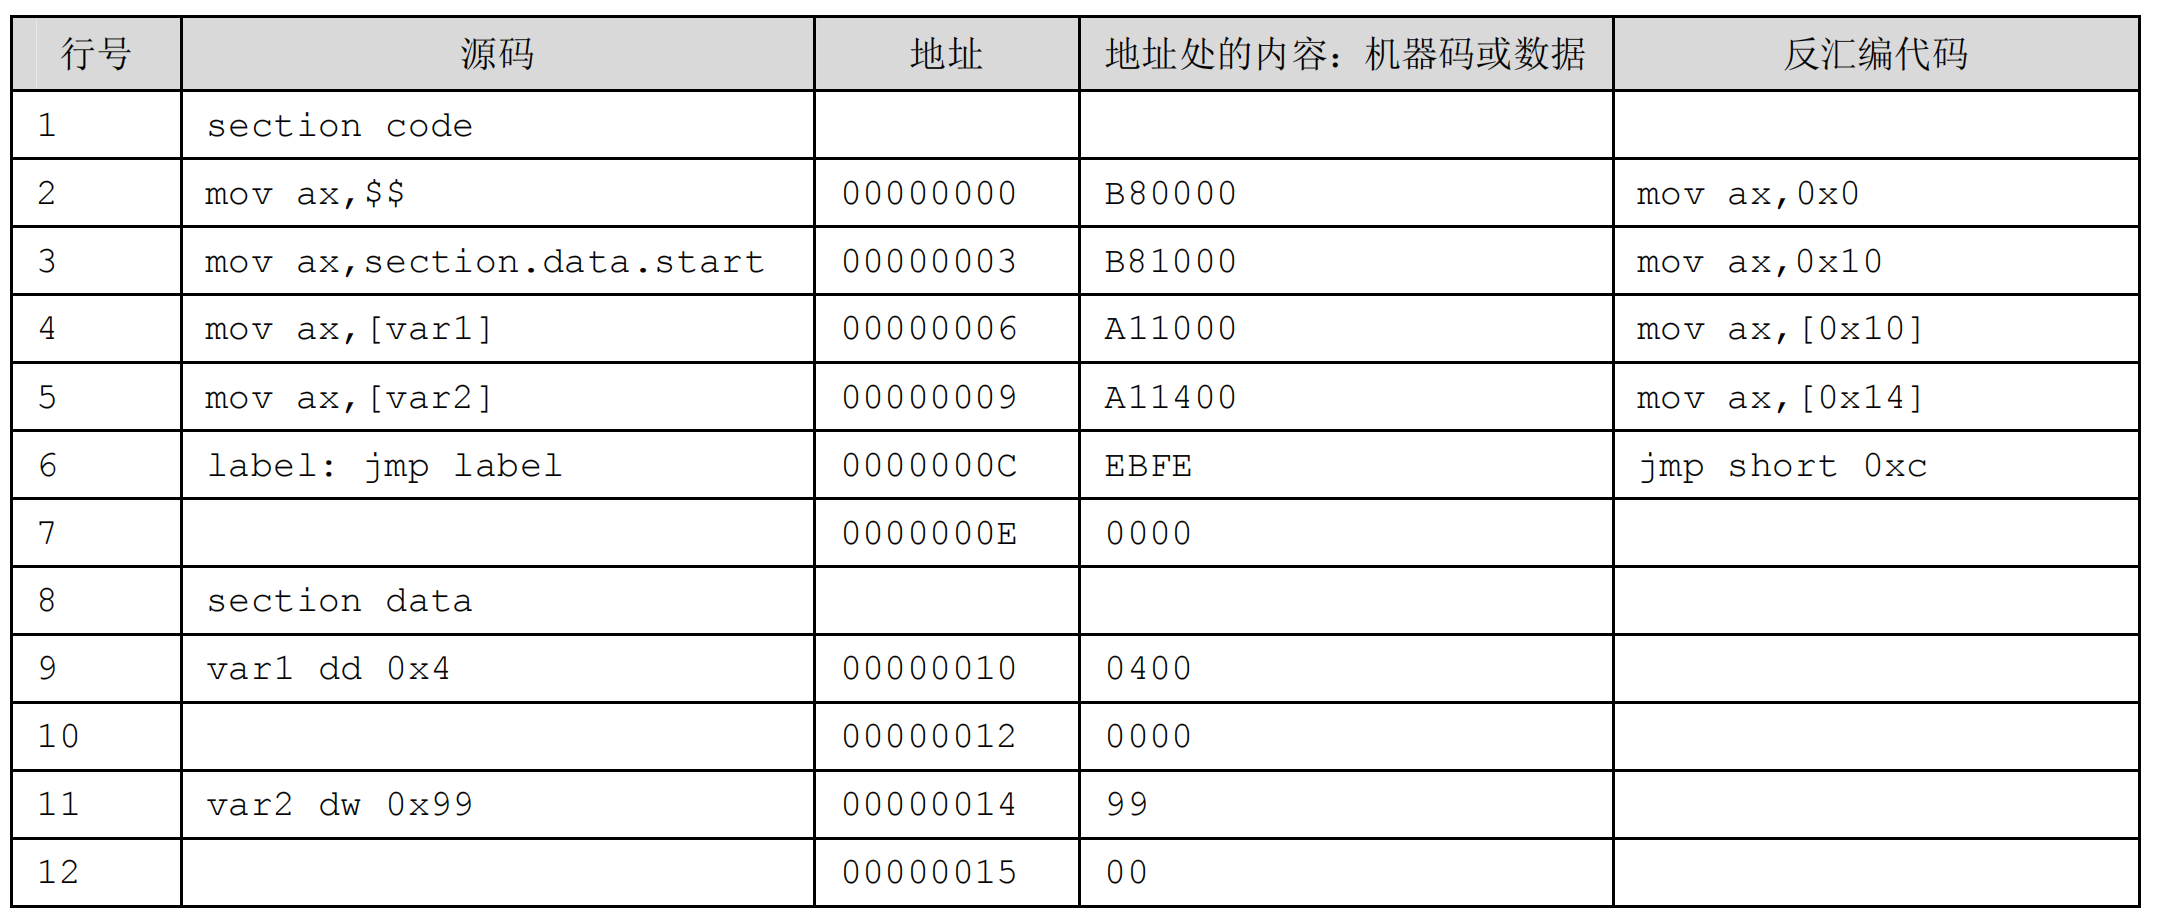 行号 源码 地址 地址处的内容：机器码或数据 反汇编代码
1 section code
2 mov ax,$$ 00000000 B80000 mov ax,0x0
3 mov ax,section.data.start 00000003 B81000 mov ax,0x10
4 mov ax,[var1] 00000006 A11000 mov ax,[0x10]
5 mov ax,[var2] 00000009 A11400 mov ax,[0x14]
6 label: jmp label 0000000C EBFE jmp short 0xc
7 0000000E 0000
8 section data
9 var1 dd 0x4 00000010 0400
10 00000012 0000
11 var2 dw 0x99 00000014 99
12 00000015 00